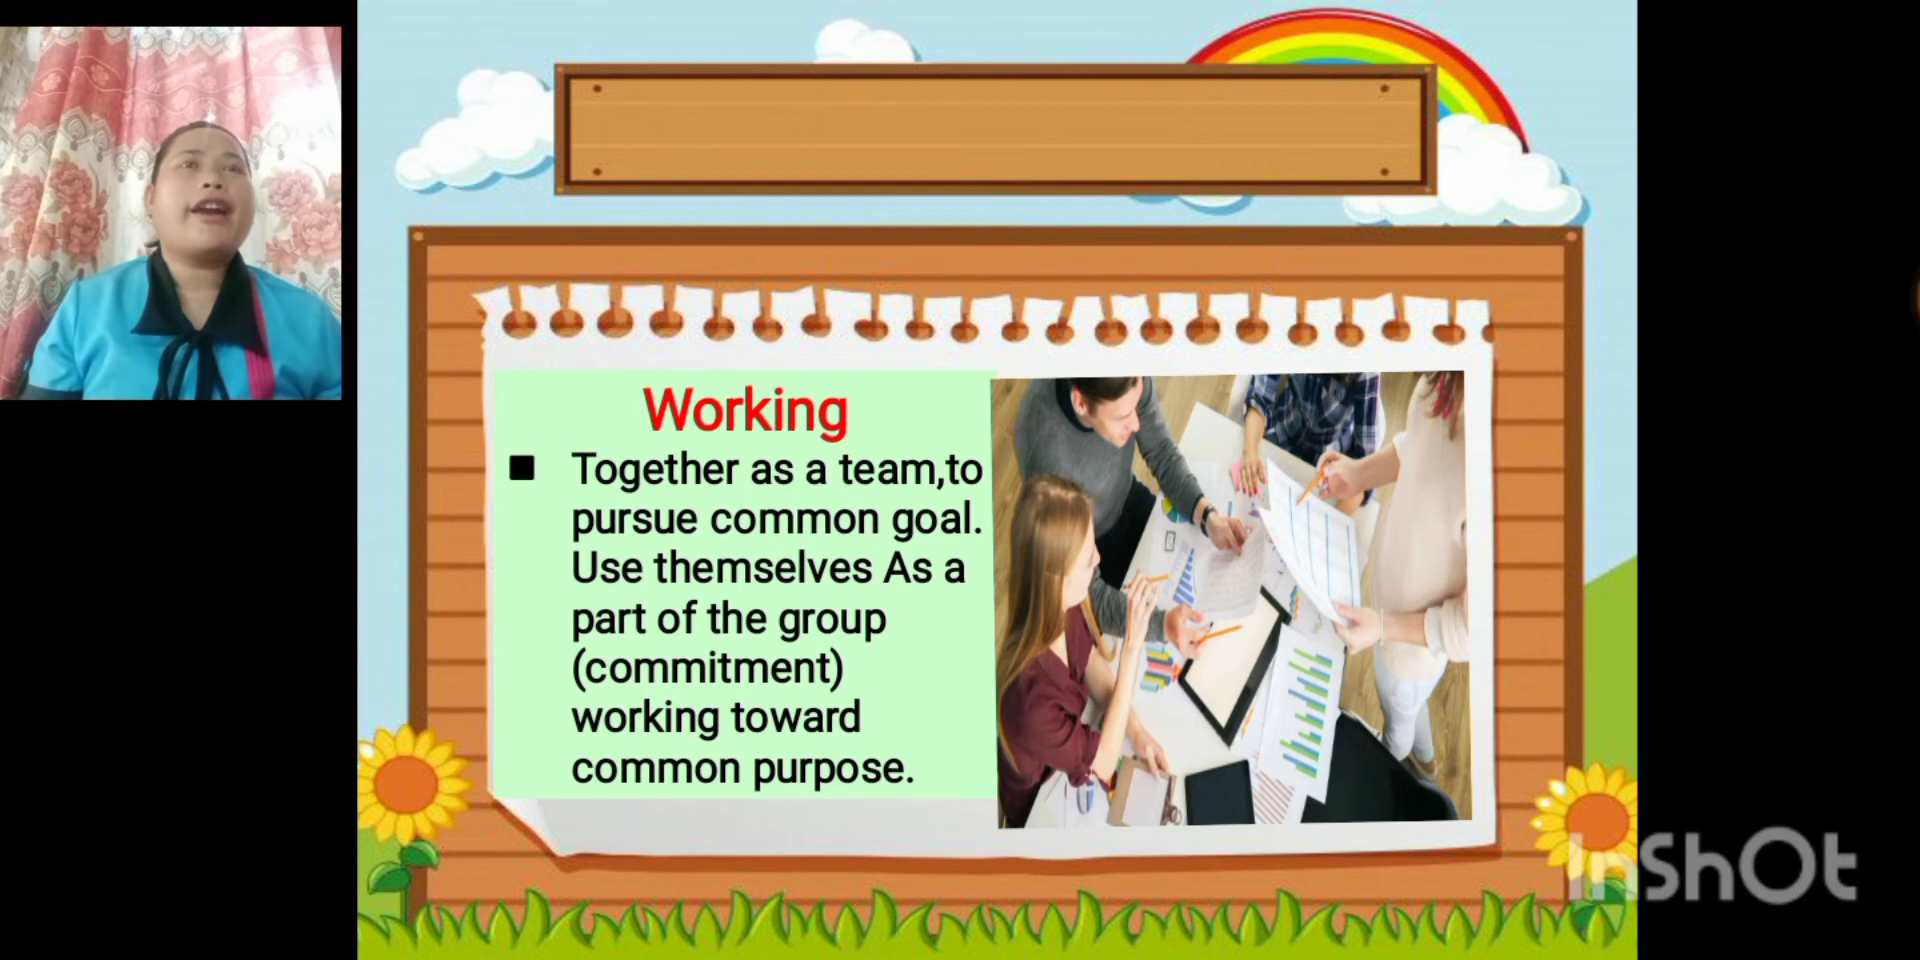 Working
■ Together as a team,to
pursue common goal.
Use themselves As a
part of the group
(commitment)
working toward
common purpose.
InShOt